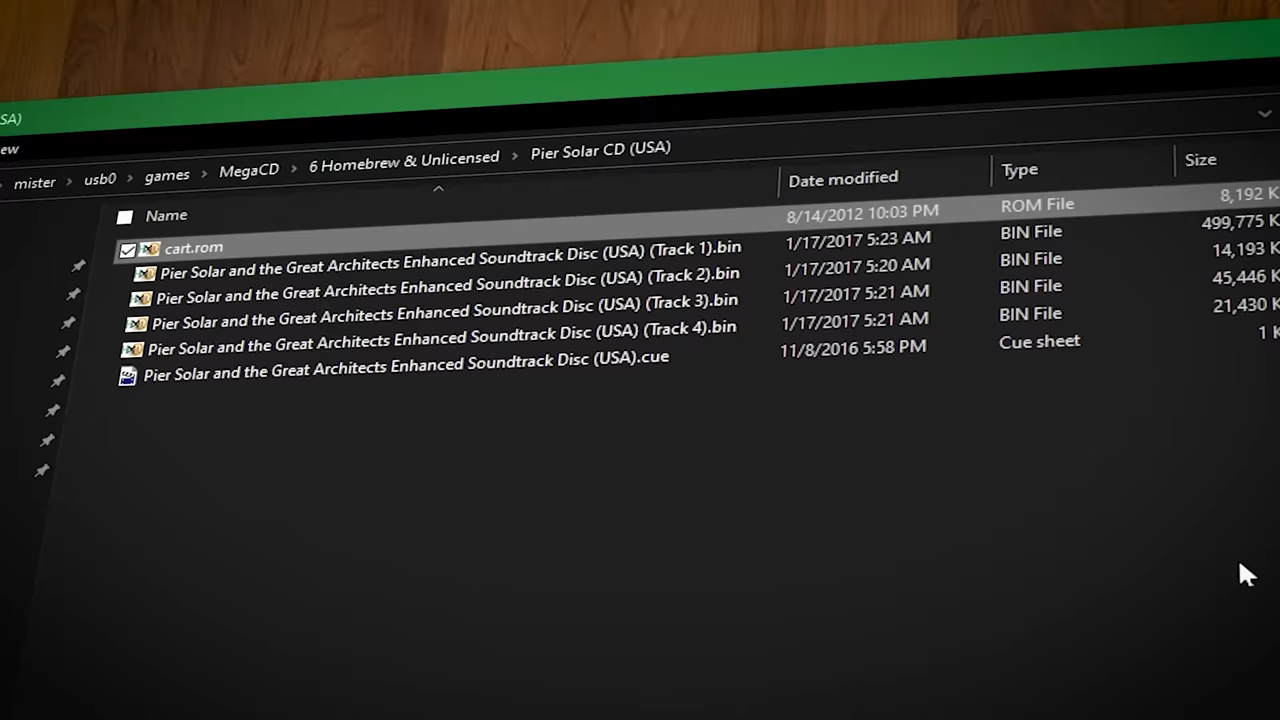 SA)
ew
mister > usb0 > games > MegaCD > 6 Homebrew & Unlicensed > Pier Solar CD (USA)
Name Date modified Type Size
cart.rom 8/14/2012 10:03 PM ROM File 8,192 K
Pier Solar and the Great Architects Enhanced Soundtrack Disc (USA) (Track 1).bin 1/17/2017 5:23 AM BIN File 499,775 K
Pier Solar and the Great Architects Enhanced Soundtrack Disc (USA) (Track 2).bin 1/17/2017 5:20 AM BIN File 14,193 K
Pier Solar and the Great Architects Enhanced Soundtrack Disc (USA) (Track 3).bin 1/17/2017 5:21 AM BIN File 45,446 K
Pier Solar and the Great Architects Enhanced Soundtrack Disc (USA) (Track 4).bin 1/17/2017 5:21 AM BIN File 21,430 K
Pier Solar and the Great Architects Enhanced Soundtrack Disc (USA).cue 11/8/2016 5:58 PM Cue sheet 1 K